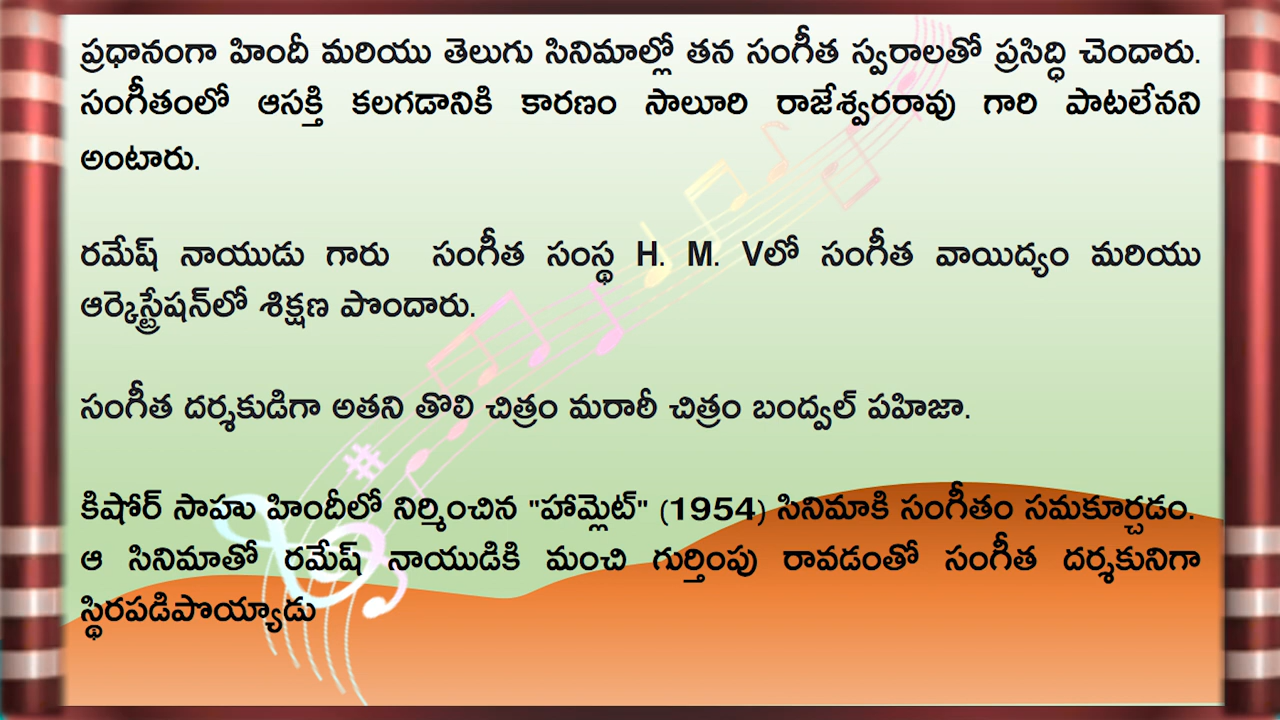 ప్రధానంగా హిందీ మరియు తెలుగు సినిమాల్లో తన సంగీత స్వరాలతో ప్రసిద్ధి చెందారు.
సంగీతంలో ఆసక్తి కలగడానికి కారణం సాలూరి రాజేశ్వరరావు గారి పాటలేనని
అంటారు.
రమేష్ నాయుడు గారు సంగీత సంస్థ H. M. Vలో సంగీత వాయిద్యం మరియు
ఆర్కెస్ట్రేషన్‌లో శిక్షణ పొందారు.
సంగీత దర్శకుడిగా అతని తొలి చిత్రం మరాఠీ చిత్రం బంద్వల్ పహిజా.
కిషోర్ సాహు హిందీలో నిర్మించిన "హామ్లెట్" (1954) సినిమాకి సంగీతం సమకూర్చడం.
ఆ సినిమాతో రమేష్ నాయుడికి మంచి గుర్తింపు రావడంతో సంగీత దర్శకునిగా
స్థిరపడిపొయ్యాడు